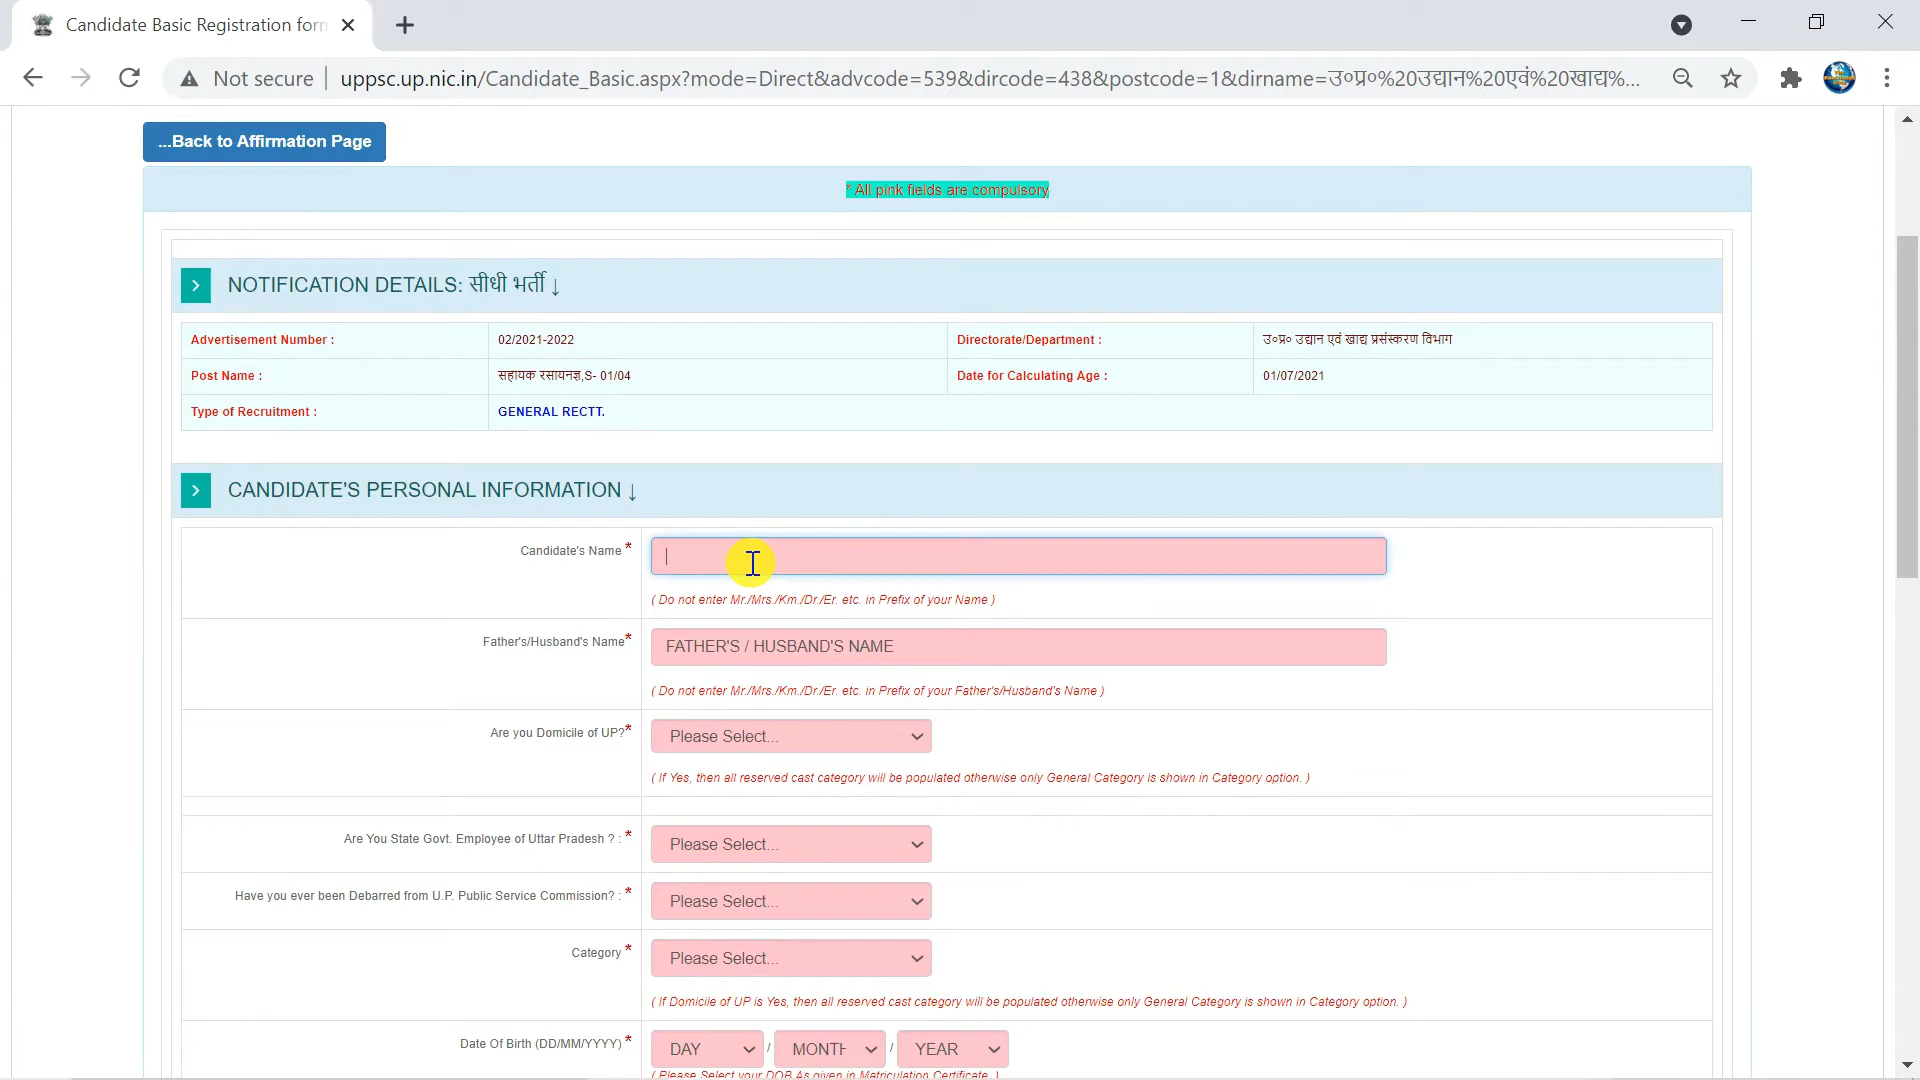 Candidate Basic Registration forn
Not secure | uppsc.up.nic.in/Candidate_Basic.aspx?mode=Direct&advcode=539&dircode=438&postcode=1&dirname=उ०प्र०%20उद्यान%20एवं%20खाद्य%...
...Back to Affirmation Page
* All pink fields are compulsory
NOTIFICATION DETAILS: सीधी भर्ती ↓
Advertisement Number : 02/2021-2022 Directorate/Department : उ०प्र० उद्यान एवं खाद्य प्रसंस्करण विभाग
Post Name : सहायक रसायनज्ञ,S- 01/04 Date for Calculating Age : 01/07/2021
Type of Recruitment : GENERAL RECTT.
CANDIDATE'S PERSONAL INFORMATION ↓
Candidate's Name *
( Do not enter Mr./Mrs./Km./Dr./Er. etc. in Prefix of your Name )
Father's/Husband's Name* FATHER'S / HUSBAND'S NAME
( Do not enter Mr./Mrs./Km./Dr./Er. etc. in Prefix of your Father's/Husband's Name )
Are you Domicile of UP?* Please Select...
( If Yes, then all reserved cast category will be populated otherwise only General Category is shown in Category option. )
Are You State Govt. Employee of Uttar Pradesh ? : * Please Select...
Have you ever been Debarred from U.P. Public Service Commission? : * Please Select...
Category * Please Select...
( If Domicile of UP is Yes, then all reserved cast category will be populated otherwise only General Category is shown in Category option. )
Date Of Birth (DD/MM/YYYY) * DAY / MONTH / YEAR
( Please Select your DOB As given in Matriculation Certificate. )